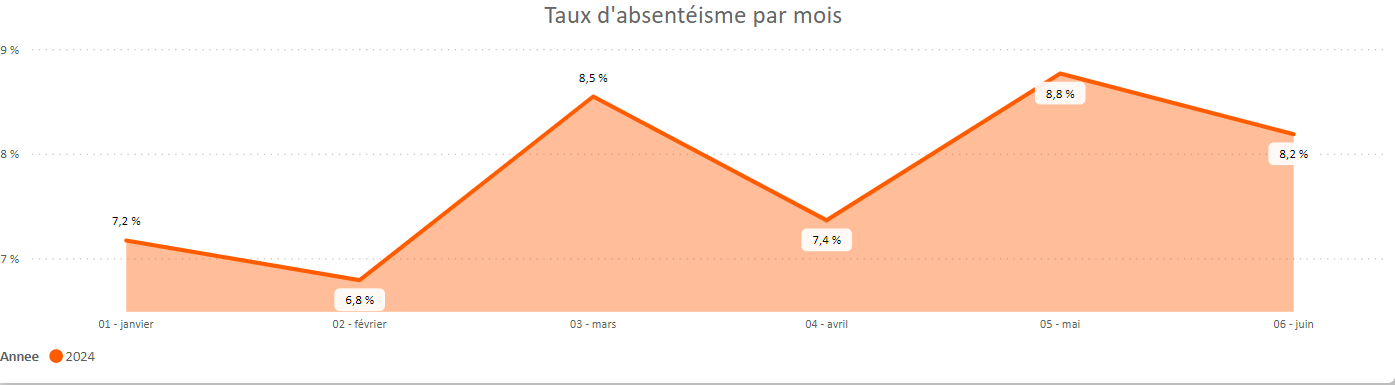 Taux d'absentéisme par mois
9 %
8 %
7 %
7,2 %
6,8 %
8,5 %
7,4 %
8,8 %
8,2 %
01 - janvier
02 - février
03 - mars
04 - avril
05 - mai
06 - juin
Annee 2024